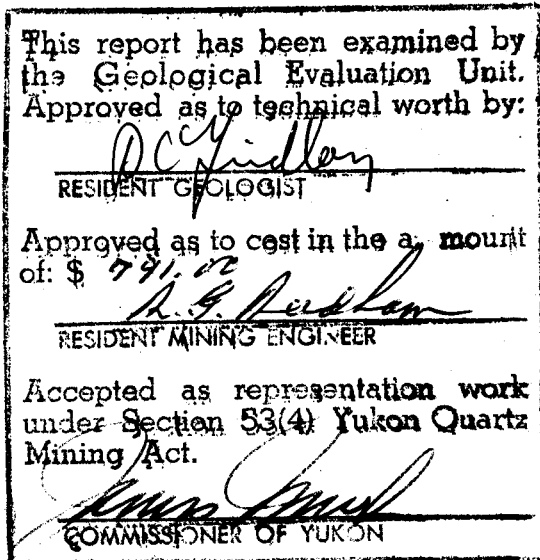 This report has been examined by
the Geological Evaluation Unit.
Approved as to technical worth by:
RESIDENT GEOLOGIST
Approved as to cost in the a mount
of: $ 791.00
RESIDENT MINING ENGINEER
Accepted as representation work
under Section 53(4) Yukon Quartz
Mining Act.
COMMISSIONER OF YUKON